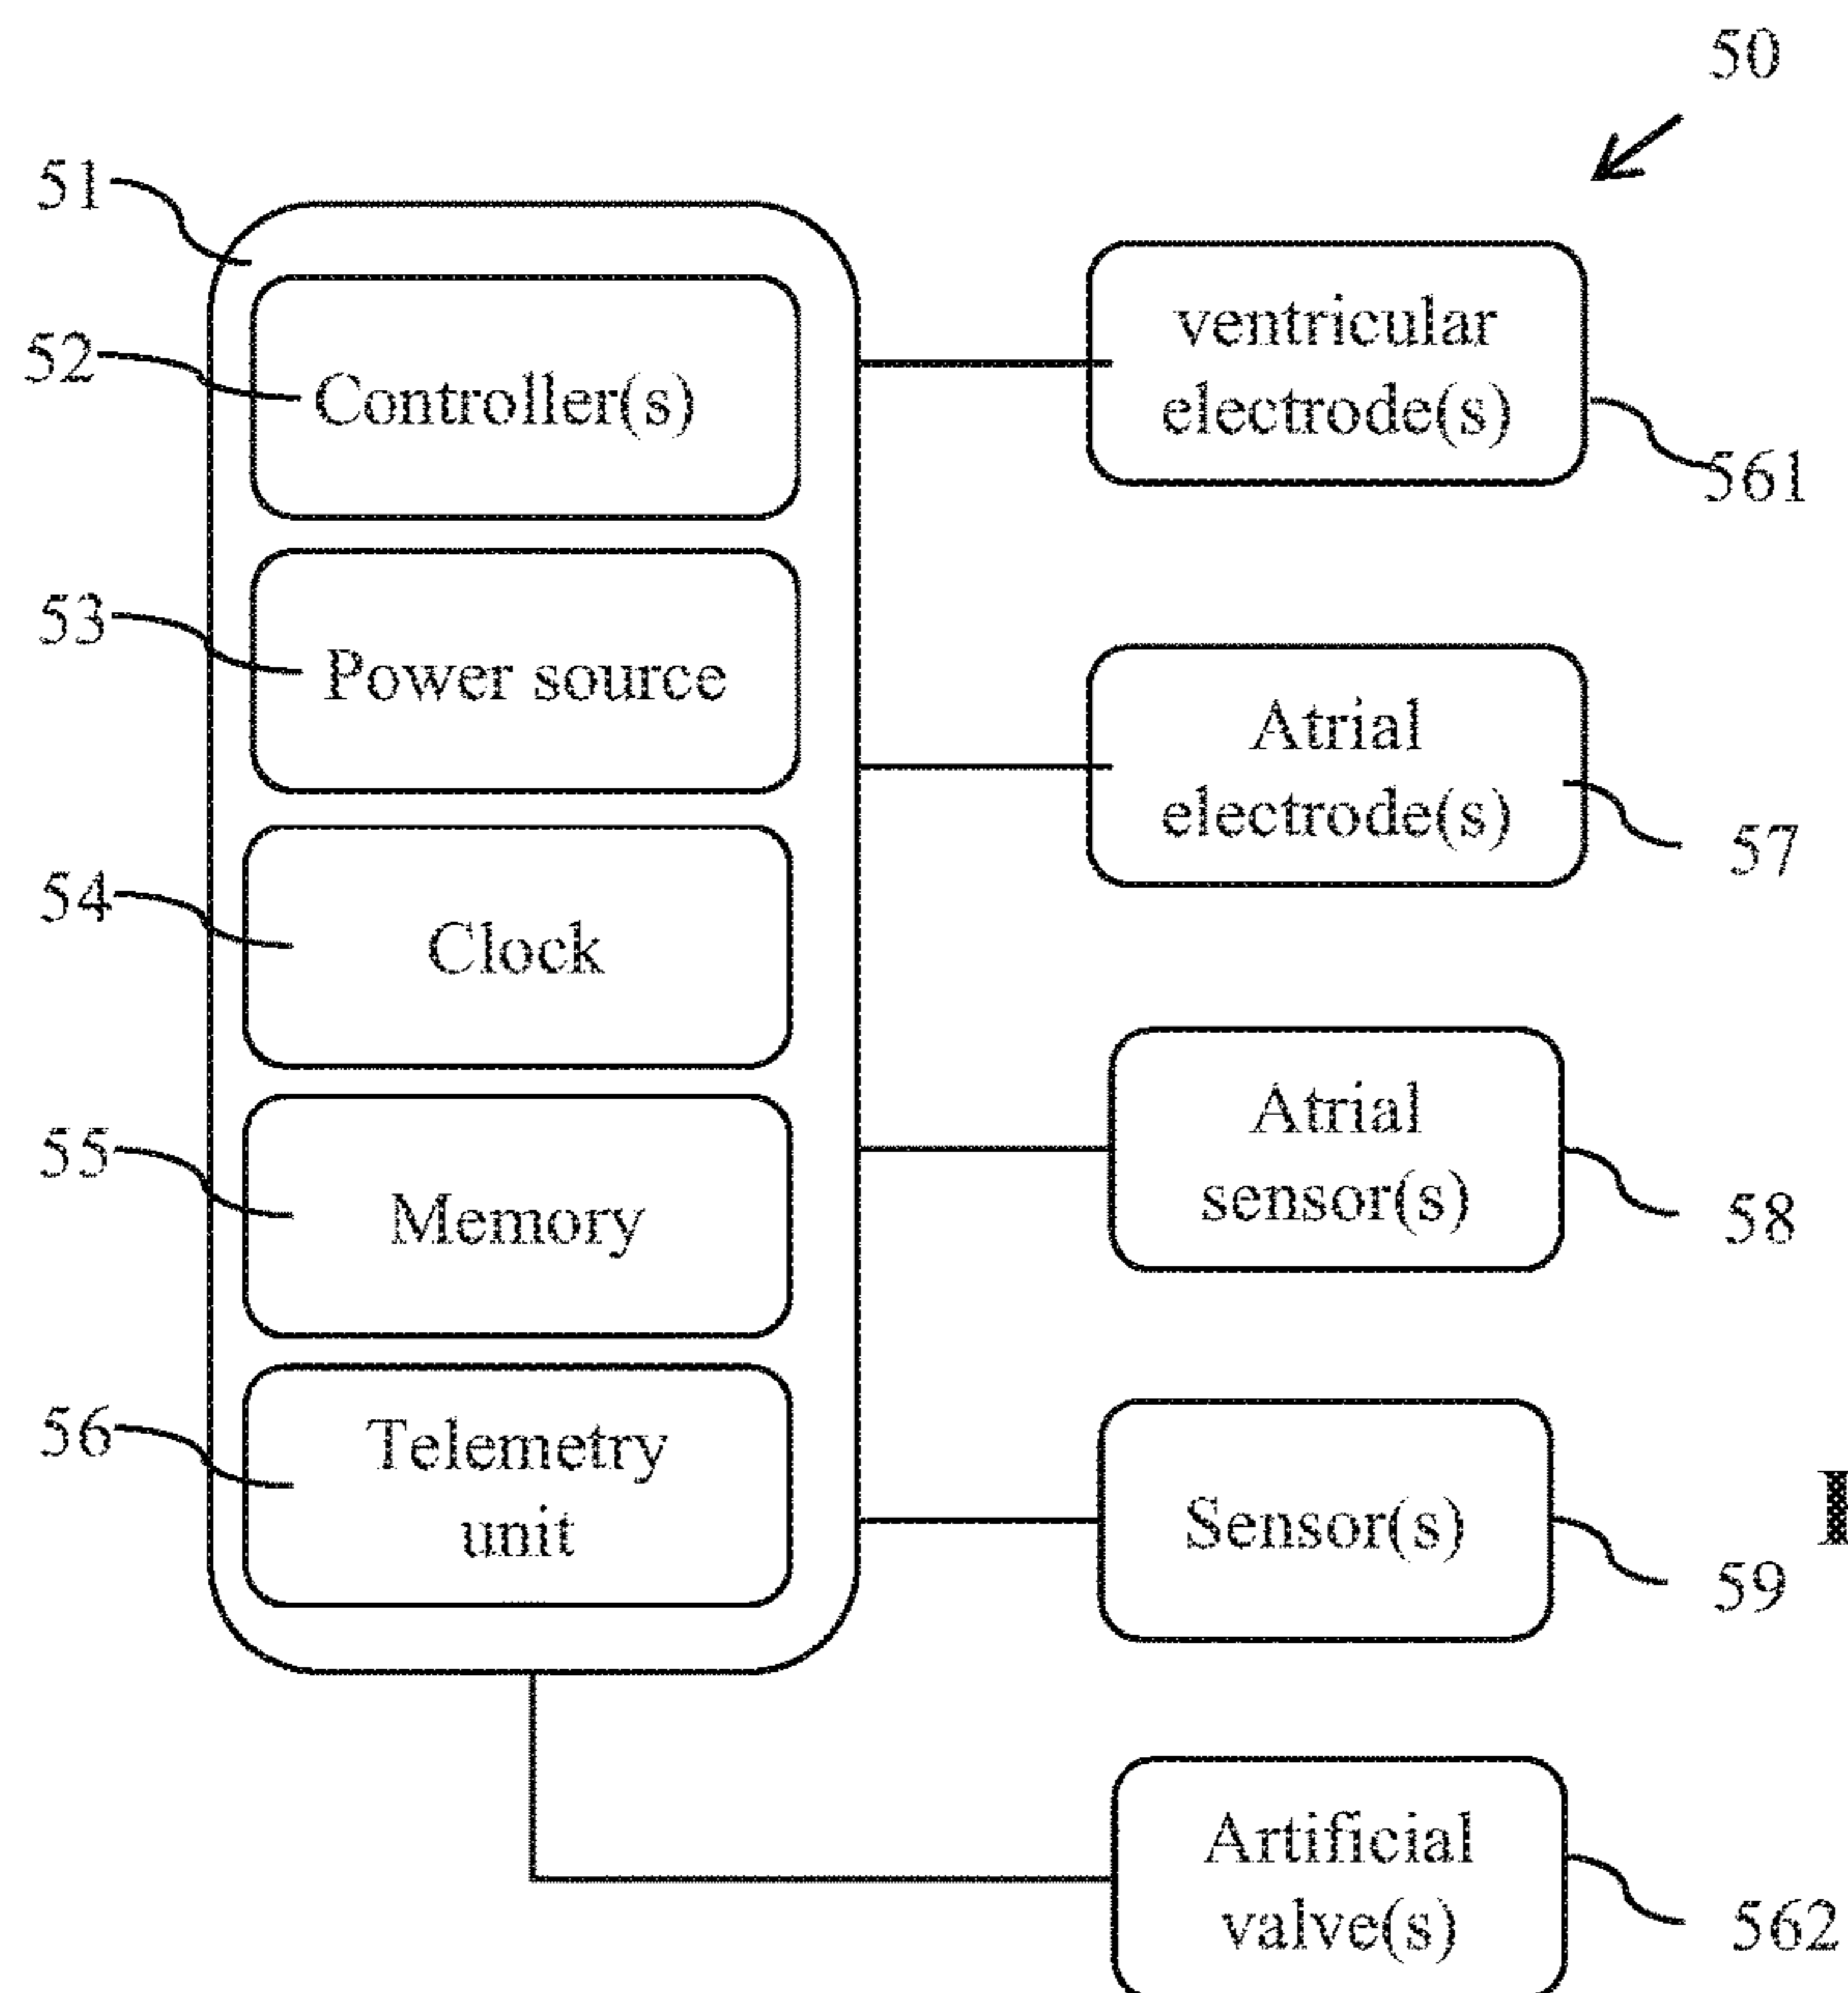 50
51
52
Controller(s)
53
Power source
54
Clock
55
Memory
56
Telemetry
unit
ventricular
electrode(s)
561
Atrial
electrode(s)
57
Atrial
sensor(s)
58
Sensor(s)
59
Artificial
valve(s)
562